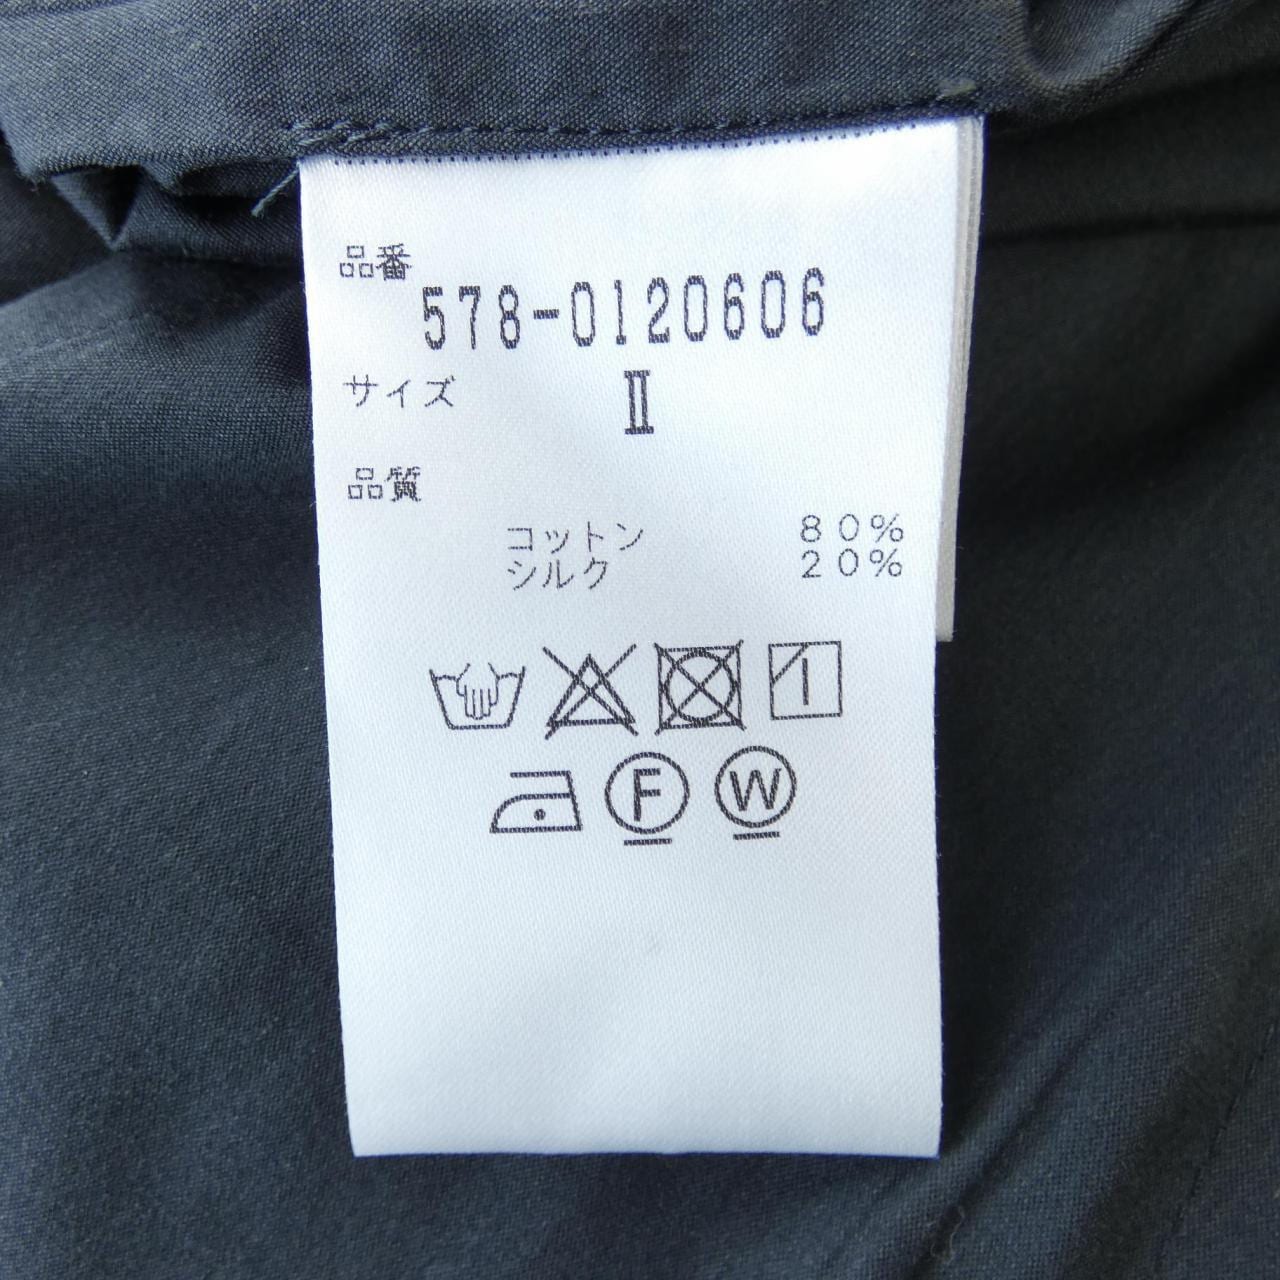 品番
578-0120606
サイズ Ⅱ
品質
コットン 80%
シルク 20%
F W